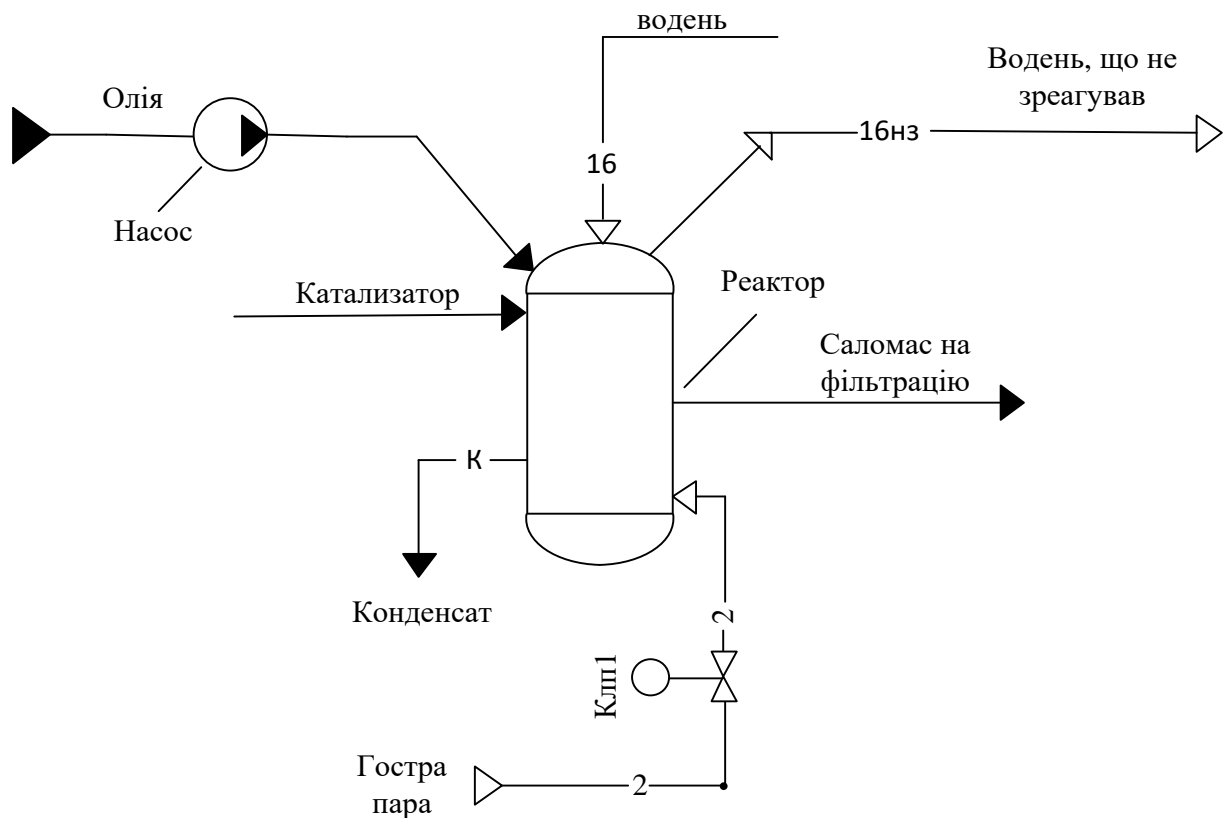 водень
Водень, що не
зреагував
Олія
16нз
16
Насос
Реактор
Катализатор
Саломас на
фільтрацію
К
Конденсат
2
Клп1
Гостра
пара
2